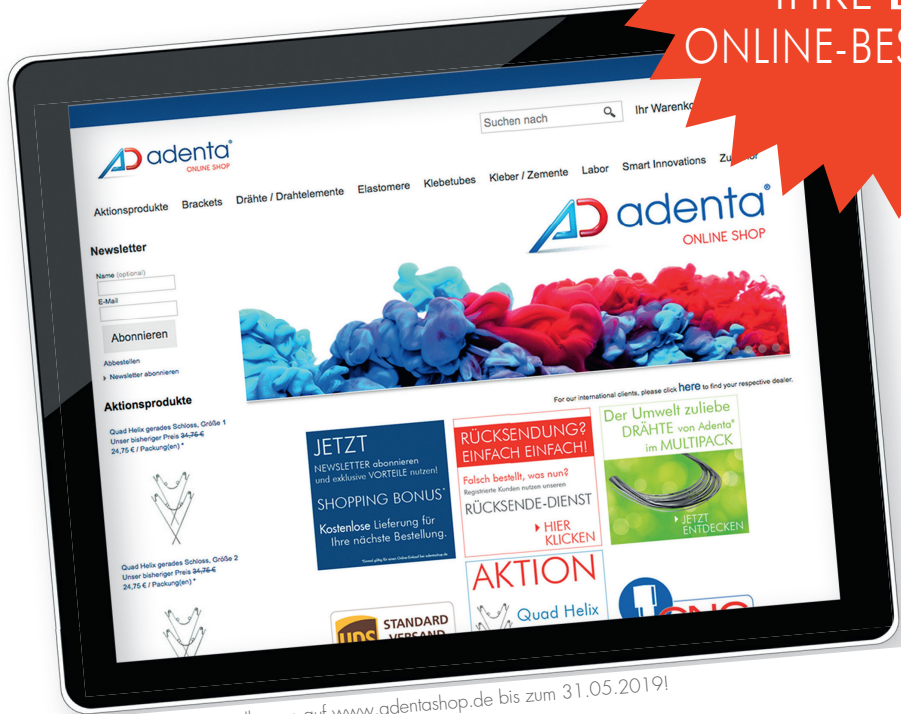 IHRE
ONLINE-BES
Suchen nach
Ihr Warenko
adenta®
ONLINE SHOP
Aktionsprodukte Brackets Drähte / Drahtelemente Elastomere Klebetubes Kleber / Zemente Labor Smart Innovations
Newsletter
Name (optional)
E-Mail
Abonnieren
Abbestellen
Newsletter abonnieren
adenta®
ONLINE SHOP
For our international clients, please click here to find your respective dealer.
Aktionsprodukte
Quad Helix gerades Schloss, Größe 1
Unser bisheriger Preis 34,75 €
24,75 € / Packung(en) *
Quad Helix gerades Schloss, Größe 2
Unser bisheriger Preis 34,75 €
24,75 € / Packung(en) *
JETZT
NEWSLETTER abonnieren
und exklusive VORTEILE nutzen!
SHOPPING BONUS*
Kostenlose Lieferung für
Ihre nächste Bestellung.
RÜCKSENDUNG?
EINFACH EINFACH!
Falsch bestellt, was nun?
Registrierte Kunden nutzen unseren
RÜCKSENDE-DIENST
HIER
KLICKEN
Der Umwelt zuliebe
DRÄHTE von Adenta®
im MULTIPACK
JETZT
ENTDECKEN
UPS
STANDARD
VERSAND
AKTION
Quad Helix
auf www.adentashop.de bis zum 31.05.2019!